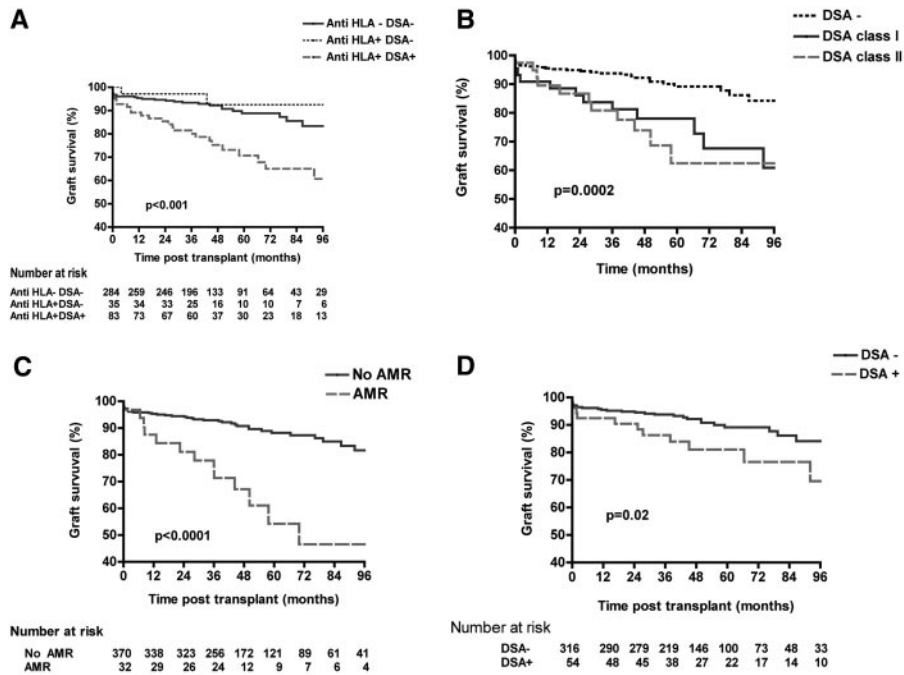 A
Anti HLA - DSA-
Anti HLA+ DSA-
Anti HLA+ DSA+
Graft survival (%)
100
90
80
70
60
50
40
p<0.001
0 12 24 36 48 60 72 84 96
Time post transplant (months)
Number at risk
Anti HLA- DSA- 284 259 246 196 133 91 64 43 29
Anti HLA+DSA- 35 34 33 25 16 10 10 7 6
Anti HLA+DSA+ 83 73 67 60 37 30 23 18 13
B
DSA -
DSA class I
DSA class II
Graft survival (%)
100
90
80
70
60
50
40
p=0.0002
0 12 24 36 48 60 72 84 96
Time (months)
C
No AMR
AMR
Graft surv​uval (%)
100
90
80
70
60
50
40
p<0.0001
0 12 24 36 48 60 72 84 96
Time post transplant (months)
Number at risk
No AMR 370 338 323 256 172 121 89 61 41
AMR 32 29 26 24 12 9 7 6 4
D
DSA -
DSA +
Graft survival (%)
100
90
80
70
60
50
40
p=0.02
0 12 24 36 48 60 72 84 96
Time post transplant (months)
Number at risk
DSA- 316 290 279 219 146 100 73 48 33
DSA+ 54 48 45 38 27 22 17 14 10